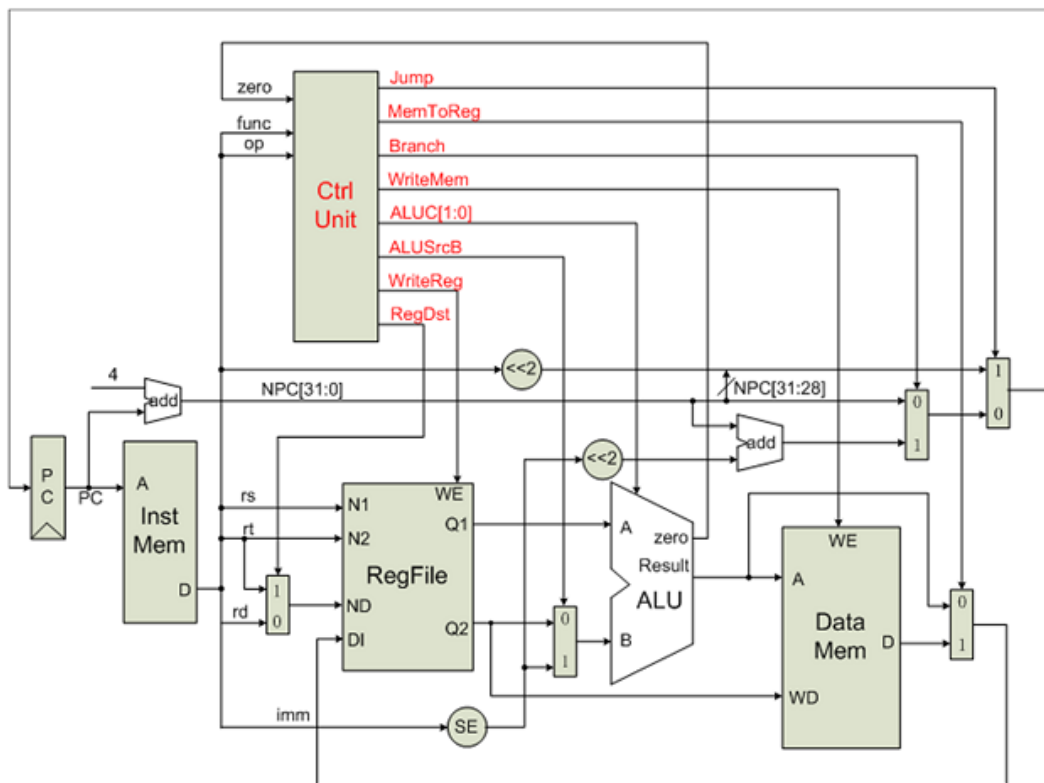 Jump
zero
MemToReg
func
op
Branch
WriteMem
Ctrl
Unit
ALUC[1:0]
ALUSrcB
WriteReg
RegDst
<<2
1
4
NPC[31:0]
NPC[31:28]
add
0
0
1
add
<<2
P
C
PC
A
Inst
Mem
D
rs
rt
rd
1
0
WE
N1
Q1
N2
RegFile
ND
Q2
DI
0
1
A
zero
Result
ALU
B
WE
A
Data
Mem
D
WD
0
1
imm
SE